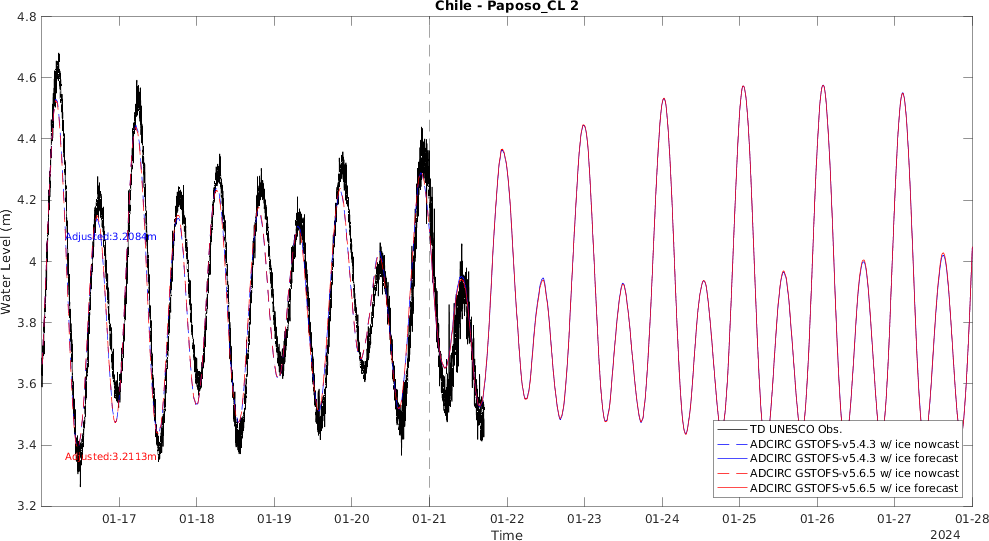 Chile - Paposo_CL 2
Water Level (m)
4.8
4.6
4.4
4.2
4
3.8
3.6
3.4
3.2
Adjusted:3.2084m
Adjusted:3.2113m
TD UNESCO Obs.
ADCIRC GSTOFS-v5.4.3 w/ ice nowcast
ADCIRC GSTOFS-v5.4.3 w/ ice forecast
ADCIRC GSTOFS-v5.6.5 w/ ice nowcast
ADCIRC GSTOFS-v5.6.5 w/ ice forecast
01-17 01-18 01-19 01-20 01-21 01-22 01-23 01-24 01-25 01-26 01-27 01-28
Time
2024